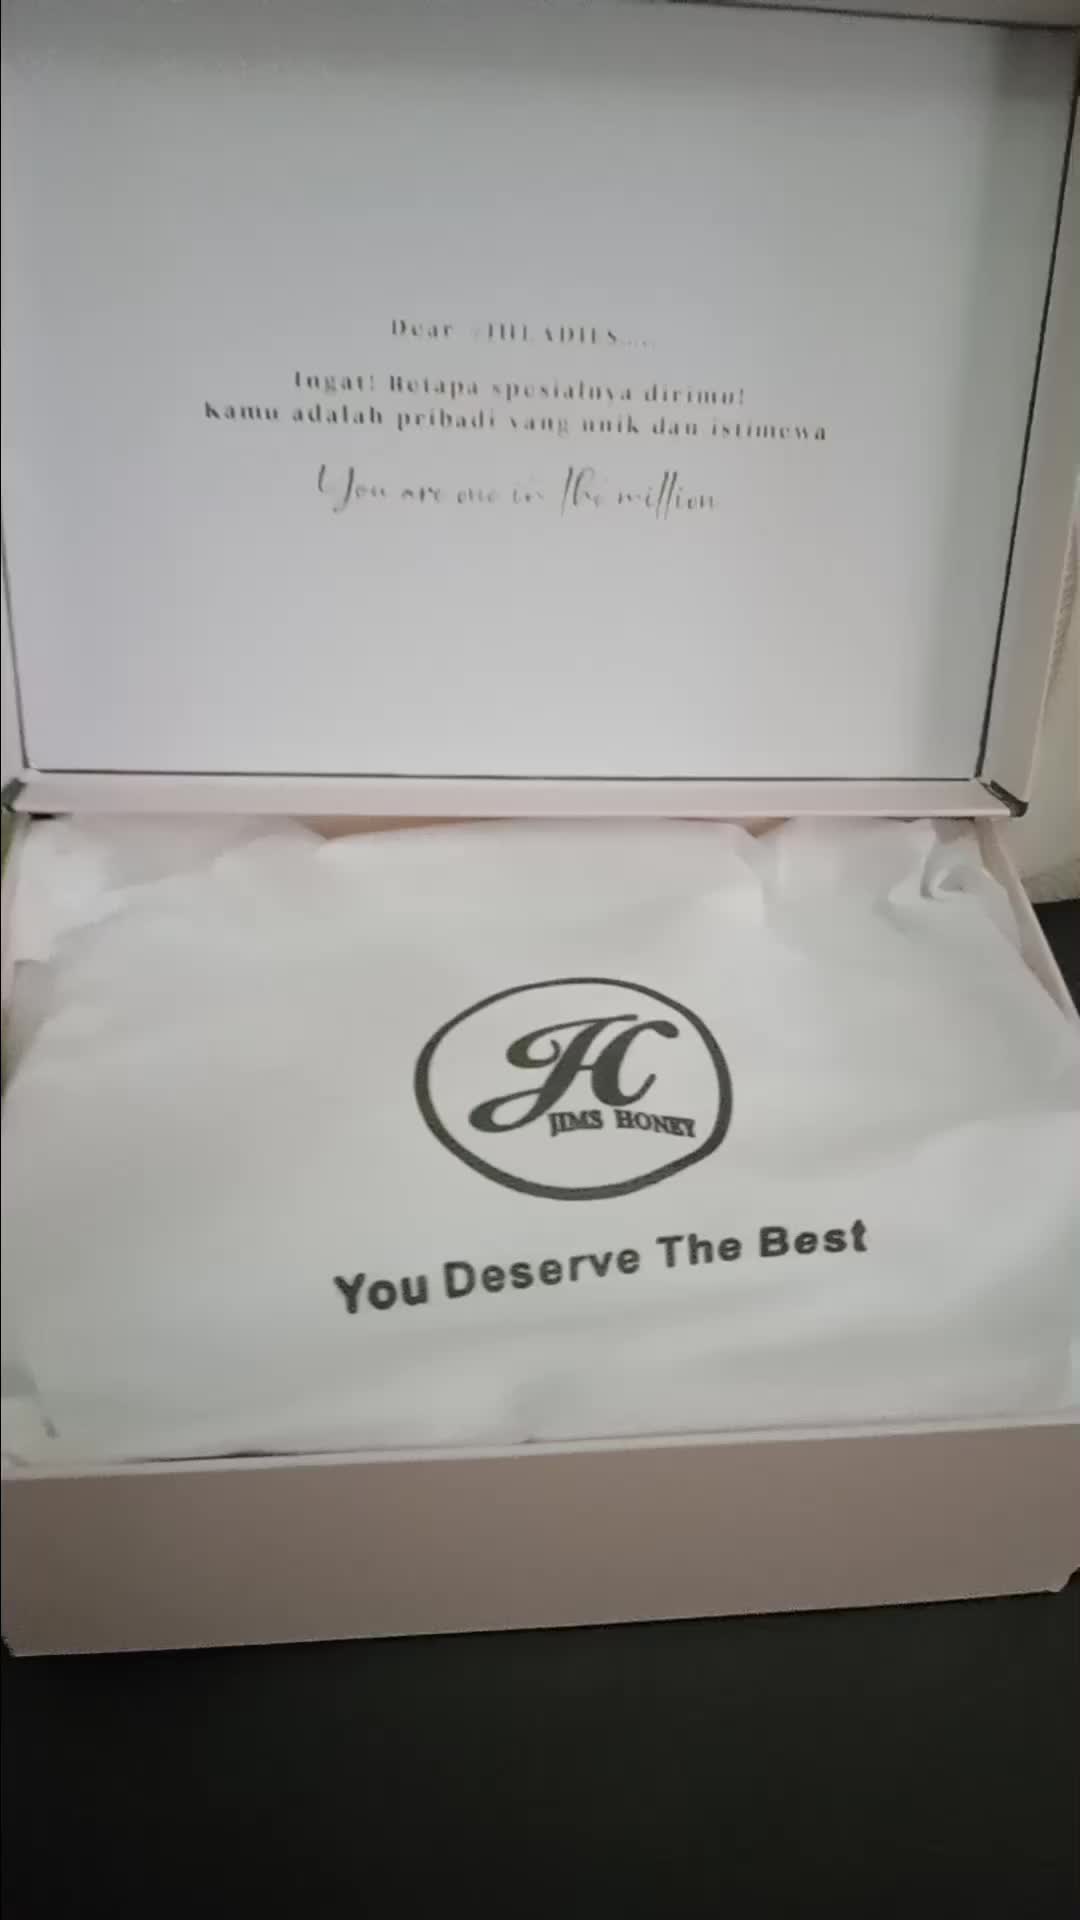 Dear #JHLADIES.....
Ingat! Betapa spesialnya dirimu!
Kamu adalah pribadi yang unik dan istimewa
You are one in the million
JH
JIMS HONEY
You Deserve The Best